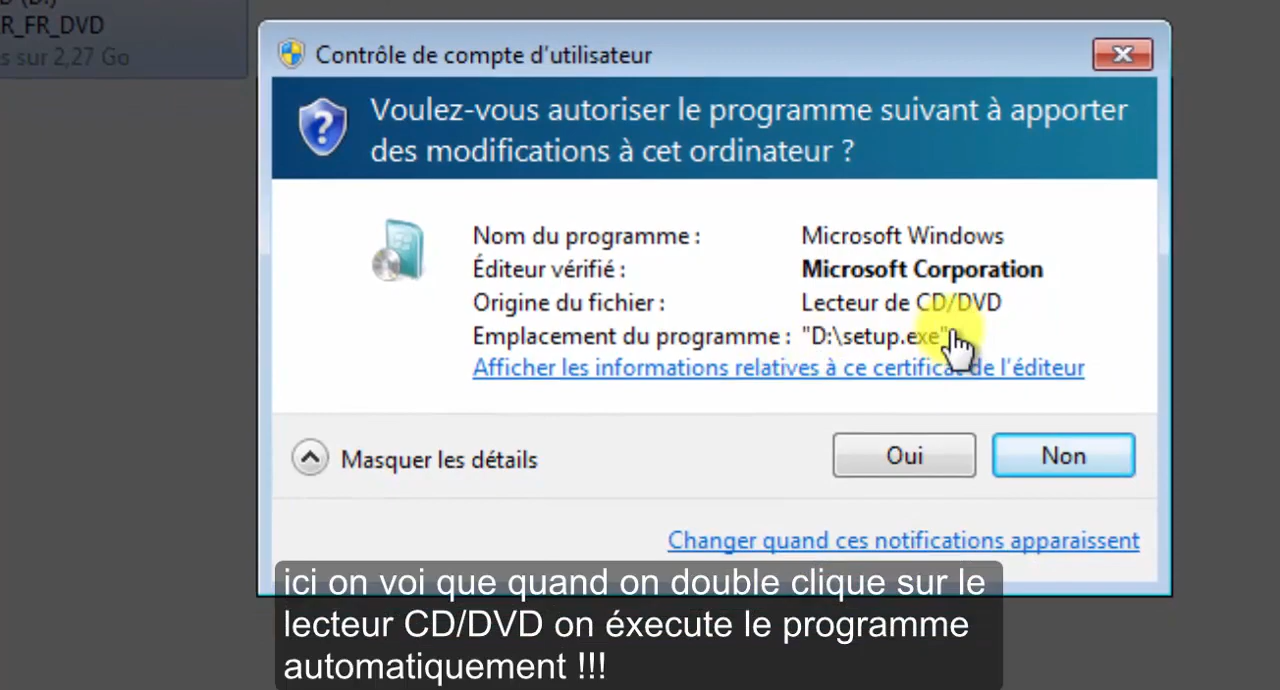 CD (D:)
R_FR_DVD
s sur 2,27 Go
Contrôle de compte d'utilisateur
Voulez-vous autoriser le programme suivant à apporter
des modifications à cet ordinateur ?
Nom du programme : Microsoft Windows
Éditeur vérifié : Microsoft Corporation
Origine du fichier : Lecteur de CD/DVD
Emplacement du programme : "D:\setup.exe"
Afficher les informations relatives à ce certificat de l'éditeur
Masquer les détails
Oui
Non
Changer quand ces notifications apparaissent
ici on voi que quand on double clique sur le
lecteur CD/DVD on éxecute le programme
automatiquement !!!